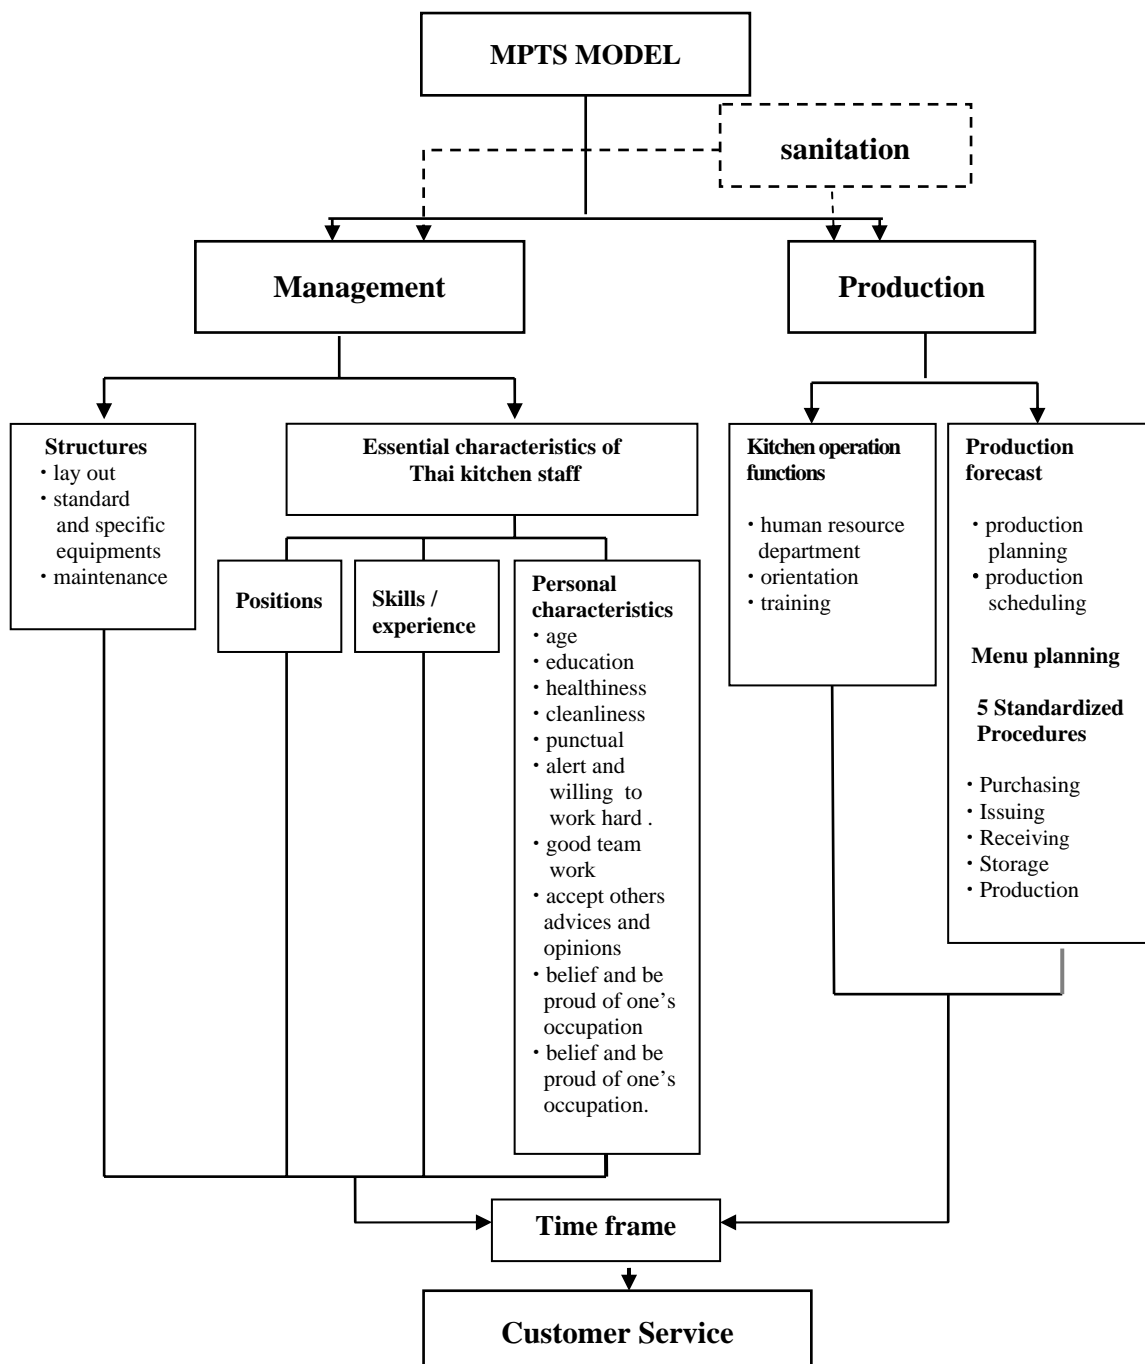 MPTS MODEL
sanitation
Management
Production
Structures
· lay out
· standard
and specific
equipments
· maintenance
Essential characteristics of
Thai kitchen staff
Positions
Skills /
experience
Personal
characteristics
· age
· education
· healthiness
· cleanliness
· punctual
· alert and
willing to
work hard .
· good team
work
· accept others
advices and
opinions
· belief and be
proud of one's
occupation
· belief and be
proud of one's
occupation.
Kitchen operation
functions
· human resource
department
· orientation
· training
Production
forecast
· production
planning
• production
scheduling
Menu planning
5 Standardized
Procedures
· Purchasing
· Issuing
· Receiving
· Storage
· Production
Time frame
Customer Service